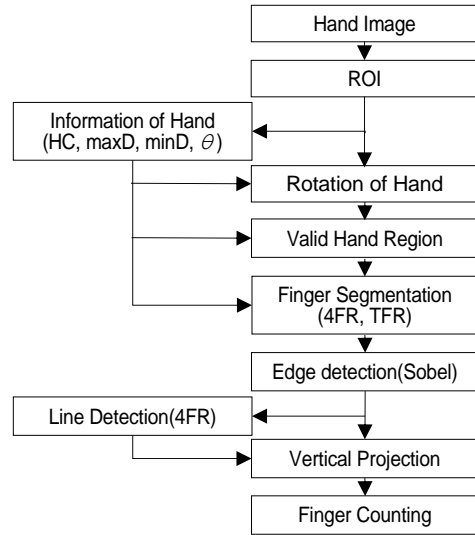 Hand Image
ROI
Information of Hand
(HC, maxD, minD, θ)
Rotation of Hand
Valid Hand Region
Finger Segmentation
(4FR, TFR)
Edge detection(Sobel)
Line Detection(4FR)
Vertical Projection
Finger Counting